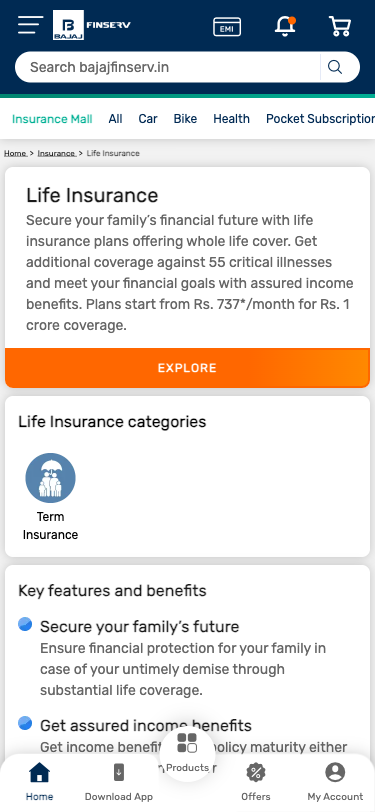 B
BAJAJ
FINSERV
EMI
Search bajajfinserv.in
Insurance Mall All Car Bike Health Pocket Subscription
Home > Insurance > Life Insurance
Life Insurance
Secure your family's financial future with life
insurance plans offering whole life cover. Get
additional coverage against 55 critical illnesses
and meet your financial goals with assured income
benefits. Plans start from Rs. 737*/month for Rs. 1
crore coverage.
EXPLORE
Life Insurance categories
Term
Insurance
Key features and benefits
Secure your family's future
Ensure financial protection for your family in
case of your untimely demise through
substantial life coverage.
Get assured income benefits
Get income benefit policy maturity either
Products
Home Download App Offers My Account